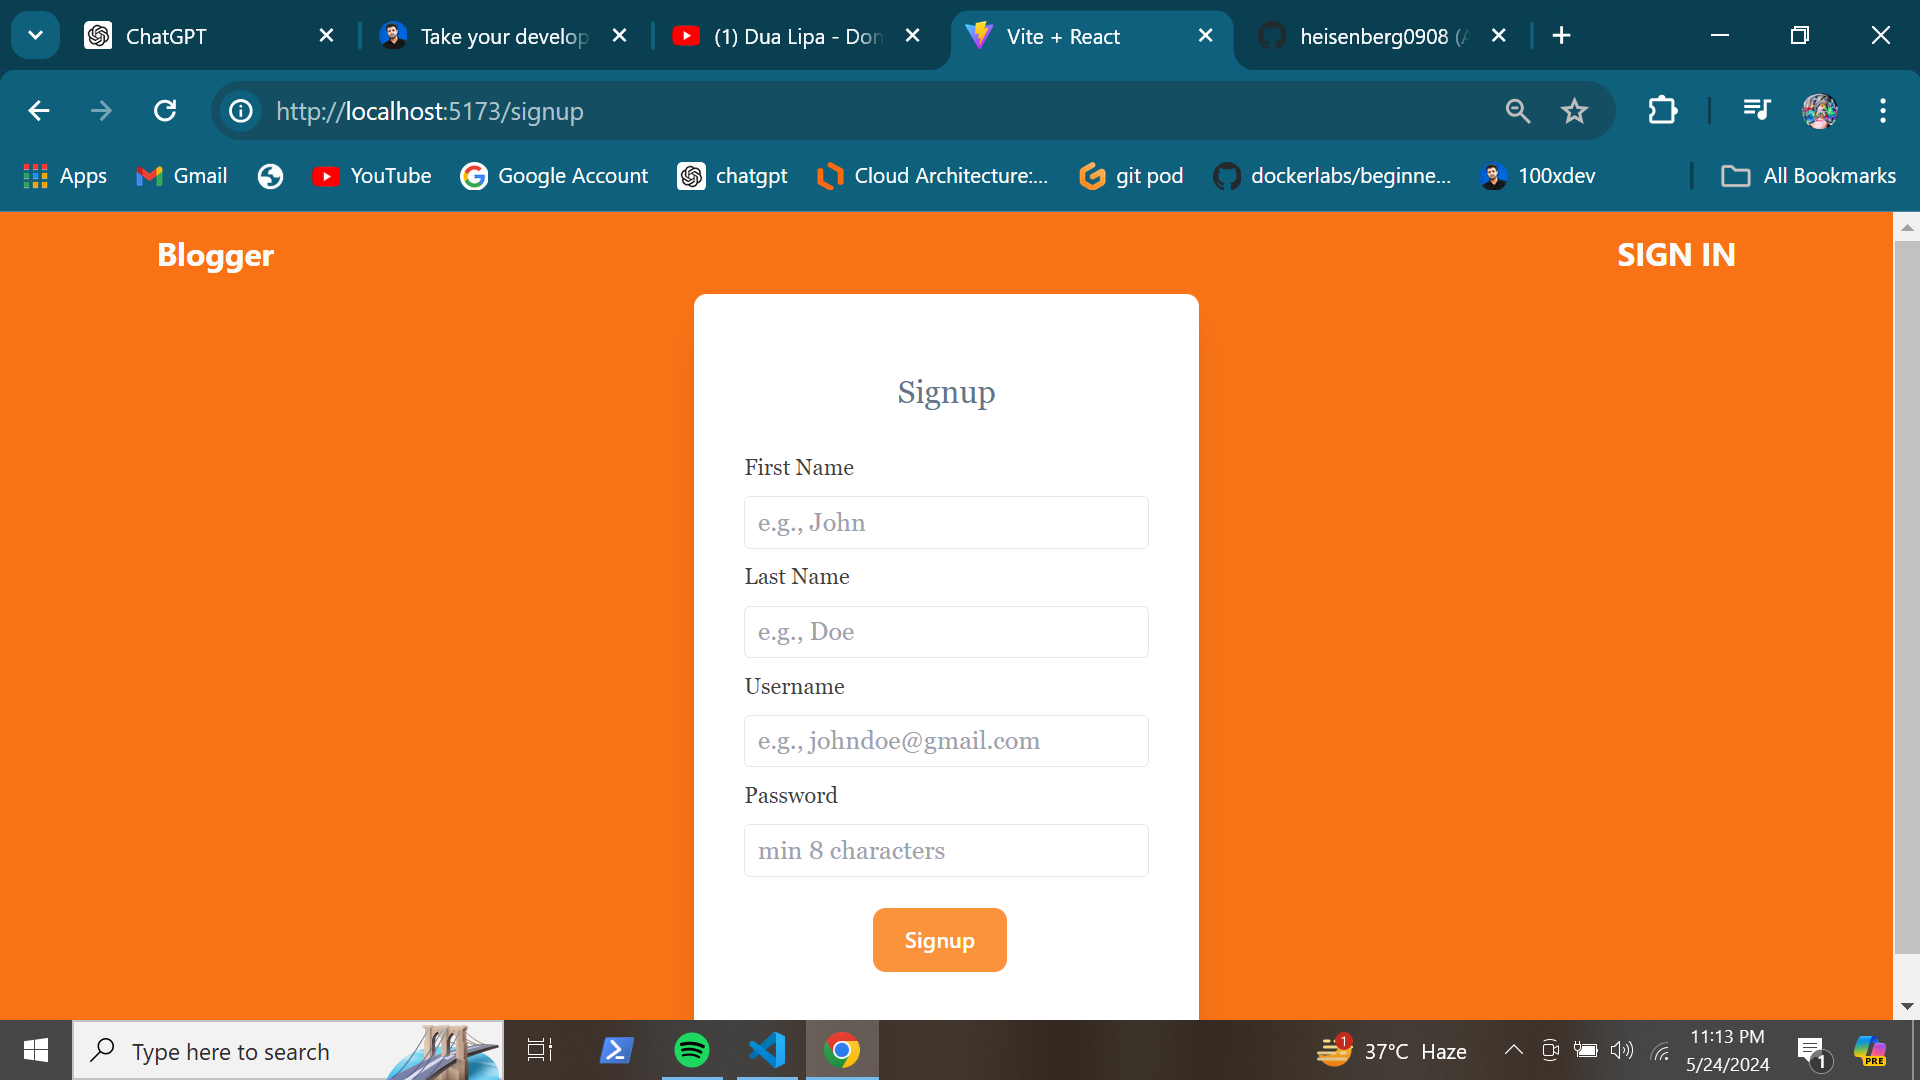 ChatGPT
Take your develop
(1) Dua Lipa - Don
Vite + React
heisenberg0908 (A
http://localhost:5173/signup
Apps
Gmail
YouTube
Google Account
chatgpt
Cloud Architecture:...
git pod
dockerlabs/beginne...
100xdev
All Bookmarks
Blogger
SIGN IN
Signup
First Name
e.g., John
Last Name
e.g., Doe
Username
e.g., johndoe@gmail.com
Password
min 8 characters
Signup
Type here to search
1
37°C Haze
11:13 PM
5/24/2024
1
PRE